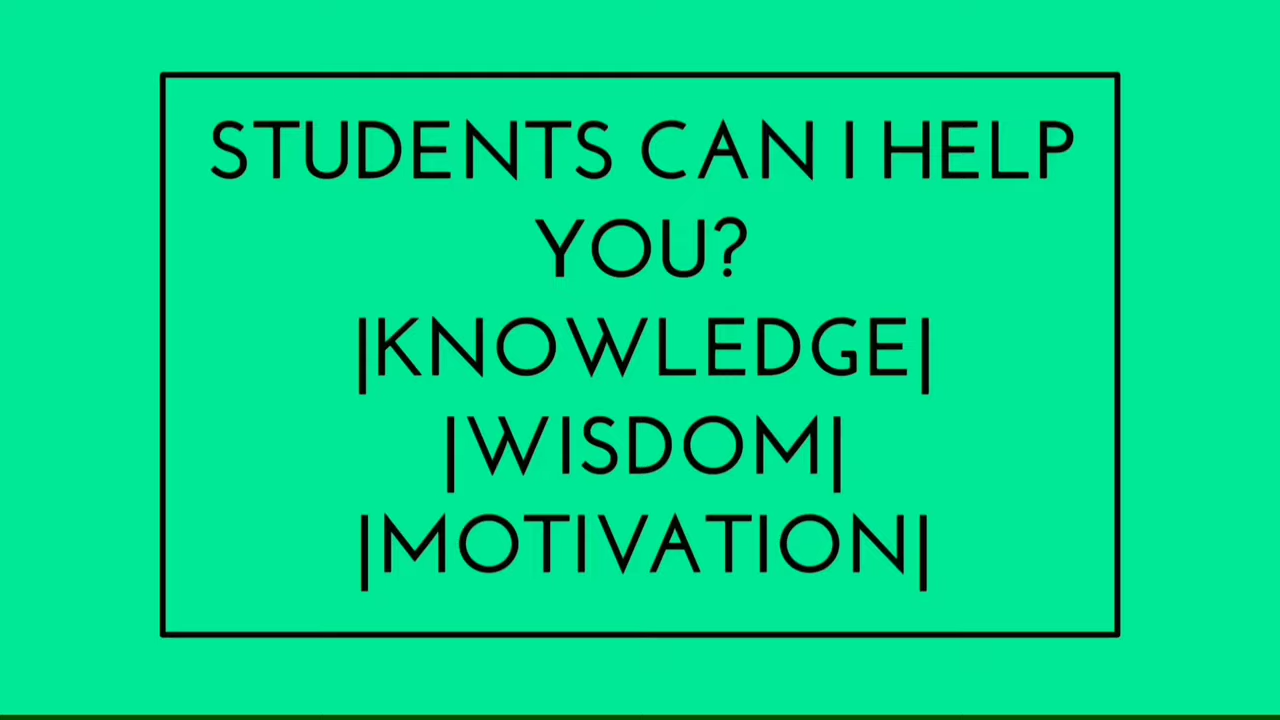 STUDENTS CAN I HELP
YOU?
|KNOWLEDGE|
|WISDOM|
|MOTIVATION|